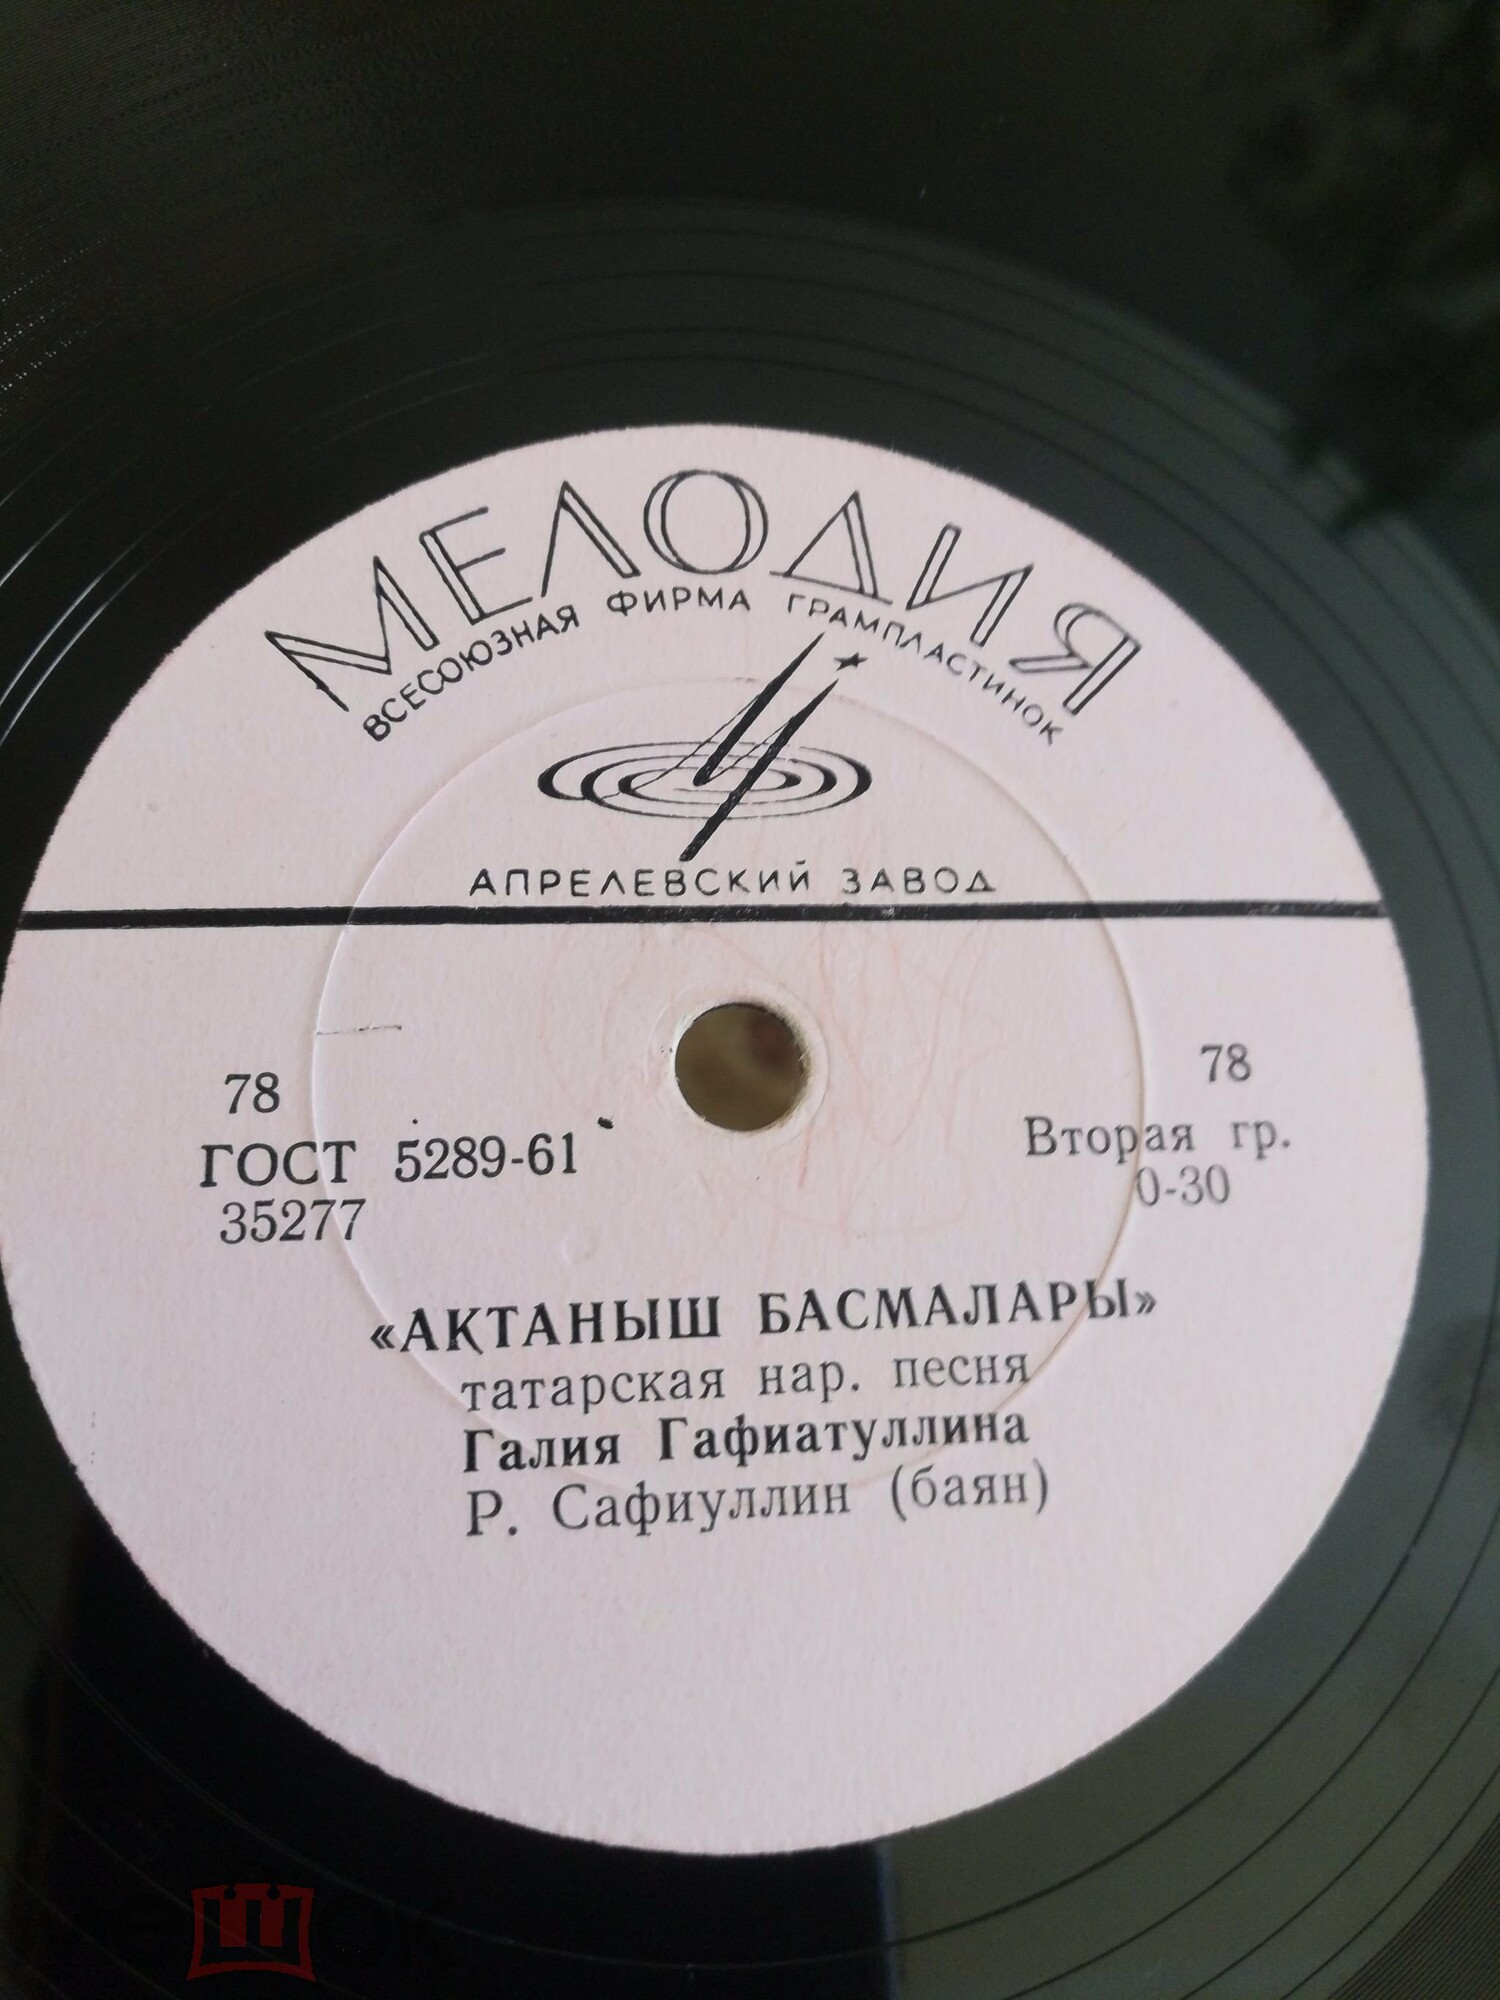 МЕЛОДИЯ
ВСЕСОЮЗНАЯ ФИРМА ГРАМПЛАСТИНОК
АПРЕЛЕВСКИЙ ЗАВОД
78
78
ГОСТ 5289-61
Вторая гр.
35277
0-30
«АКТАНЫШ БАСМАЛАРЫ»
татарская нар. песня
Галия Гафиатуллина
Р. Сафиуллин (баян)